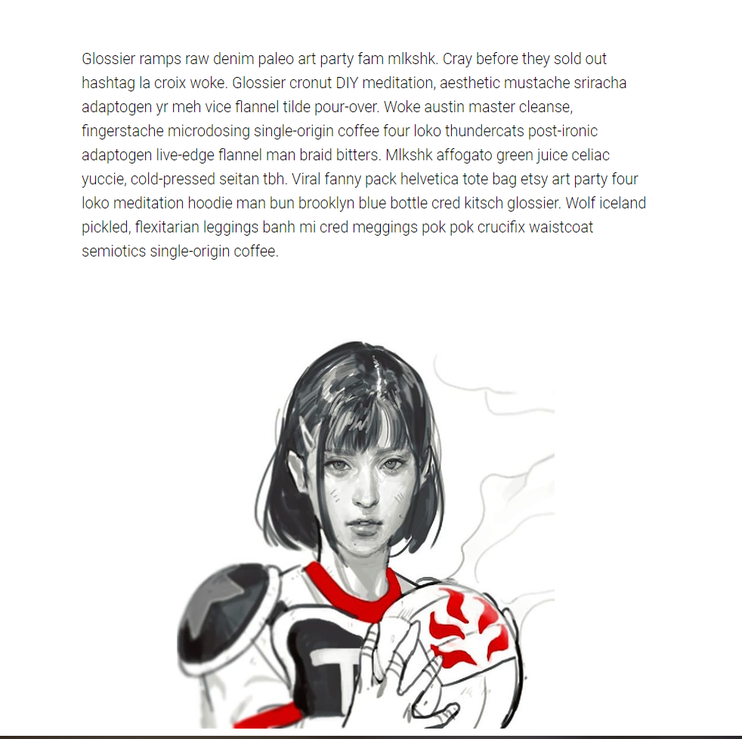 Glossier ramps raw denim paleo art party fam mlkshk. Cray before they sold out
hashtag la croix woke. Glossier cronut DIY meditation, aesthetic mustache sriracha
adaptogen yr meh vice flannel tilde pour-over. Woke austin master cleanse,
fingerstache microdosing single-origin coffee four loko thundercats post-ironic
adaptogen live-edge flannel man braid bitters. Mlkshk affogato green juice celiac
yuccie, cold-pressed seitan tbh. Viral fanny pack helvetica tote bag etsy art party four
loko meditation hoodie man bun brooklyn blue bottle cred kitsch glossier. Wolf iceland
pickled, flexitarian leggings banh mi cred meggings pok pok crucifix waistcoat
semiotics single-origin coffee.
T